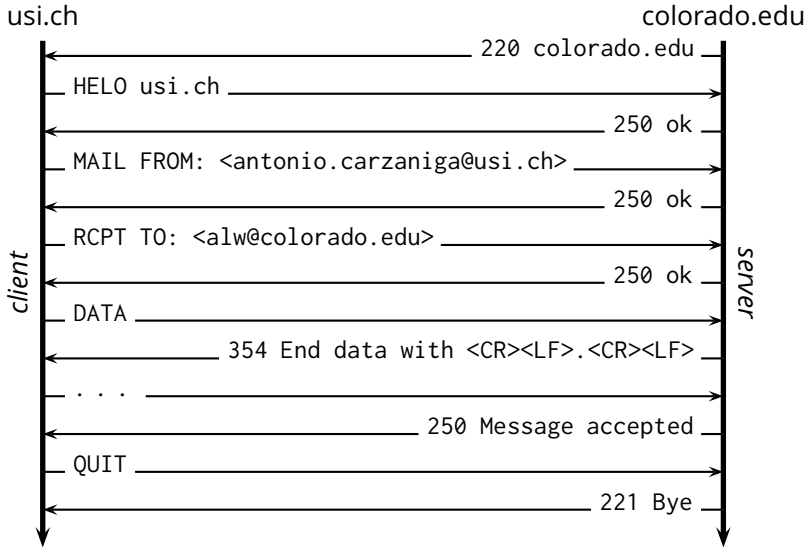 usi.ch
colorado.edu
220 colorado.edu
HELO usi.ch
250 ok
MAIL FROM: <antonio.carzaniga@usi.ch>
250 ok
RCPT TO: <alw@colorado.edu>
250 ok
client
server
DATA
354 End data with <CR><LF>.<CR><LF>
. . .
250 Message accepted
QUIT
221 Bye